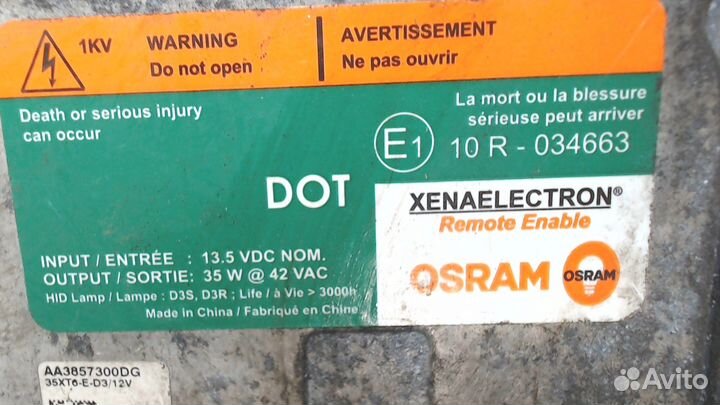 1KV
WARNING
Do not open
AVERTISSEMENT
Ne pas ouvrir
Death or serious injury
can occur
La mort ou la blessure
sérieuse peut arriver
E1 10 R - 034663
DOT
XENAELECTRON®
Remote Enable
OSRAM
OSRAM
INPUT / ENTRÉE : 13.5 VDC NOM.
OUTPUT / SORTIE: 35 W @ 42 VAC
HID Lamp / Lampe : D3S, D3R ; Life / à Vie > 3000h
Made in China / Fabriqué en Chine
AA3857300DG
35XT6-E-D3/12V
Avito